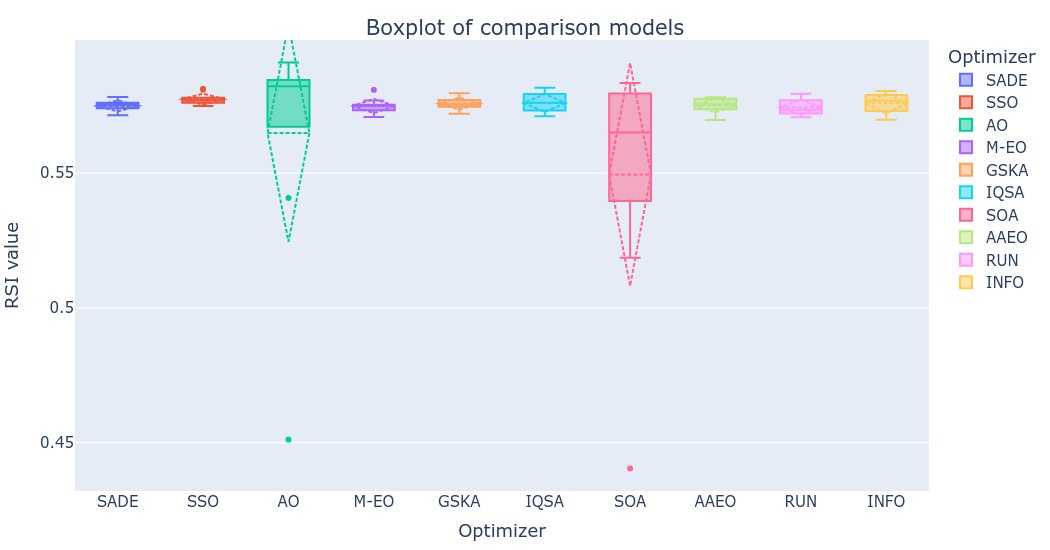 Boxplot of comparison models
Optimizer
SADE
SSO
AO
M-EO
GSKA
IQSA
SOA
AAEO
RUN
INFO
RSI value
0.55
0.5
0.45
SADE SSO AO M-EO GSKA IQSA SOA AAEO RUN INFO
Optimizer